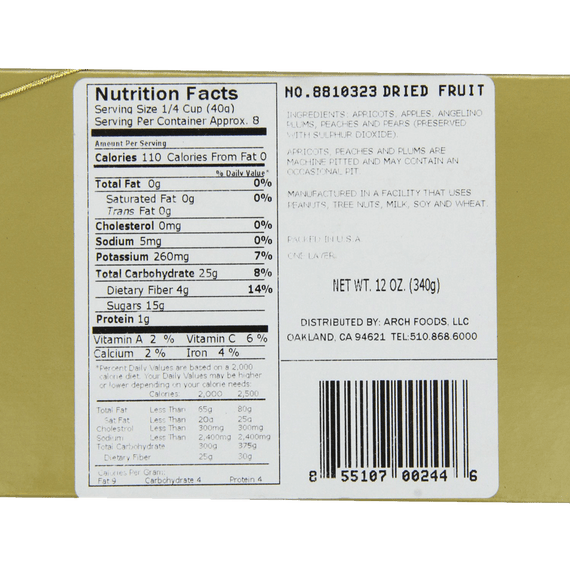 Nutrition Facts
Serving Size 1/4 Cup (40g)
Serving Per Container Approx. 8
Amount Per Serving
Calories 110 Calories From Fat 0
% Daily Value*
Total Fat 0g 0%
Saturated Fat 0g 0%
Trans Fat 0g
Cholesterol 0mg 0%
Sodium 5mg 0%
Potassium 260mg 7%
Total Carbohydrate 25g 8%
Dietary Fiber 4g 14%
Sugars 15g
Protein 1g
Vitamin A 2 % Vitamin C 6 %
Calcium 2 % Iron 4 %
*Percent Daily Values are based on a 2,000
calorie diet. Your Daily Values may be higher
or lower depending on your calorie needs:
Calories: 2,000 2,500
Total Fat Less Than 65g 80g
Sat Fat Less Than 20g 25g
Cholestrol Less Than 300mg 300mg
Sodium Less Than 2,400mg 2,400mg
Total Carbohydrate 300g 375g
Dietary Fiber 25g 30g
Calories Per Gram:
Fat 9 Carbohydrate 4 Protein 4
NO.8810323 DRIED FRUIT
INGREDIENTS: APRICOTS, APPLES, ANGELINO
PLUMS, PEACHES AND PEARS (PRESERVED
WITH SULPHUR DIOXIDE).
APRICOTS, PEACHES AND PLUMS ARE
MACHINE PITTED AND MAY CONTAIN AN
OCCASIONAL PIT.
MANUFACTURED IN A FACILITY THAT USES
PEANUTS, TREE NUTS, MILK, SOY AND WHEAT.
PACKED IN U.S.A.
ONE LAYER.
NET WT. 12 OZ. (340g)
DISTRIBUTED BY: ARCH FOODS, LLC
OAKLAND, CA 94621 TEL:510.868.6000
8 55107 00244 6